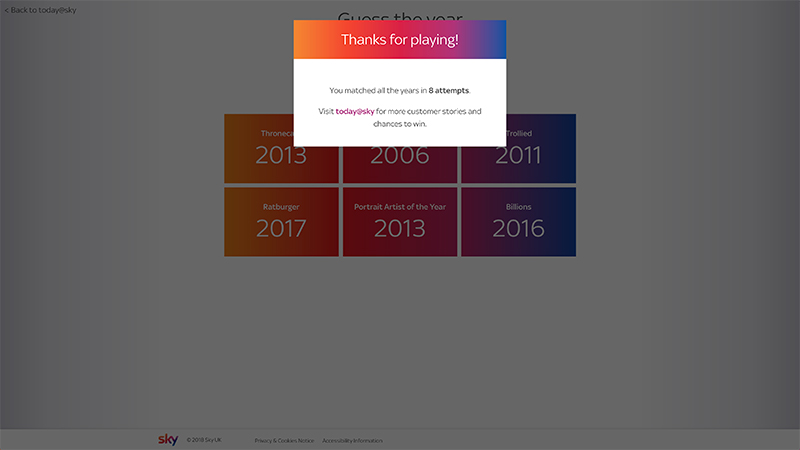 < Back to today@sky
Guess the year
Thanks for playing!
You matched all the years in 8 attempts.
Visit today@sky for more customer stories and
chances to win.
Trollied
2013
2006
2011
Ratburger
Portrait Artist of the Year
Billions
2017
2013
2016
sky
© 2018 Sky UK
Privacy & Cookies Notice
Accessibility Information